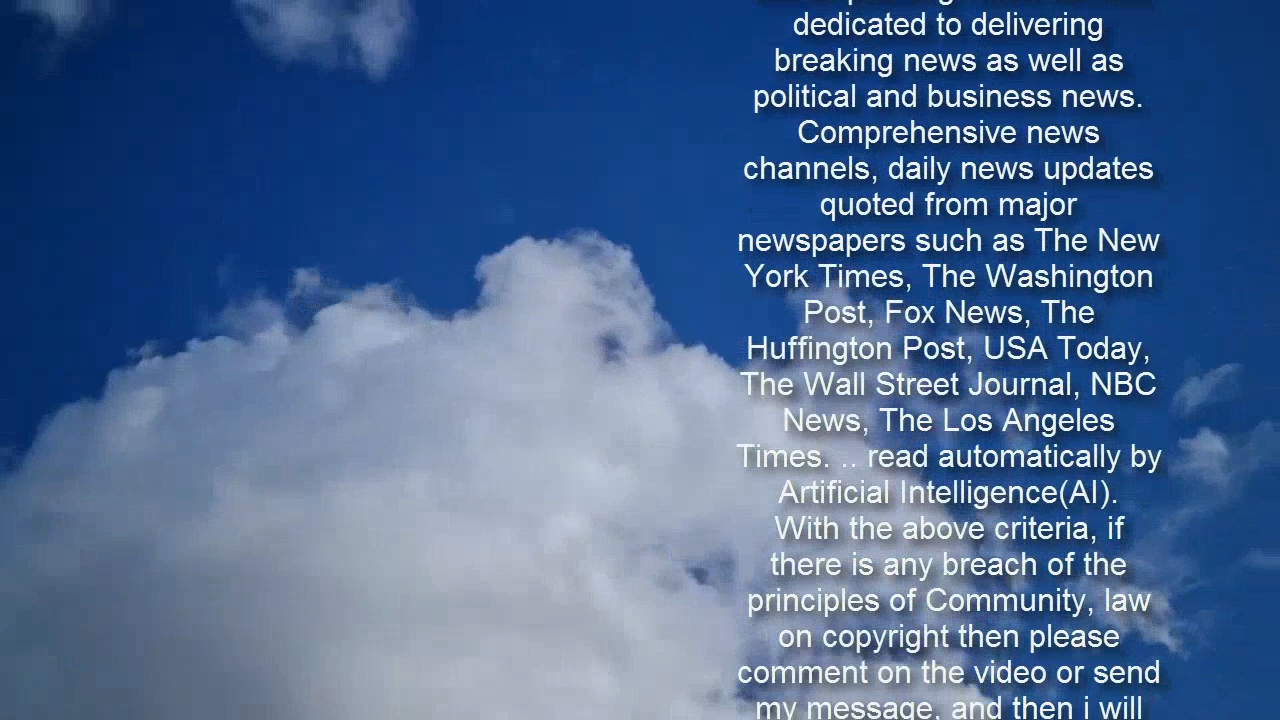 dedicated to delivering
breaking news as well as
political and business news.
Comprehensive news
channels, daily news updates
quoted from major
newspapers such as The New
York Times, The Washington
Post, Fox News, The
Huffington Post, USA Today,
The Wall Street Journal, NBC
News, The Los Angeles
Times. .. read automatically by
Artificial Intelligence(AI).
With the above criteria, if
there is any breach of the
principles of Community, law
on copyright then please
comment on the video or send
my message, and then i will